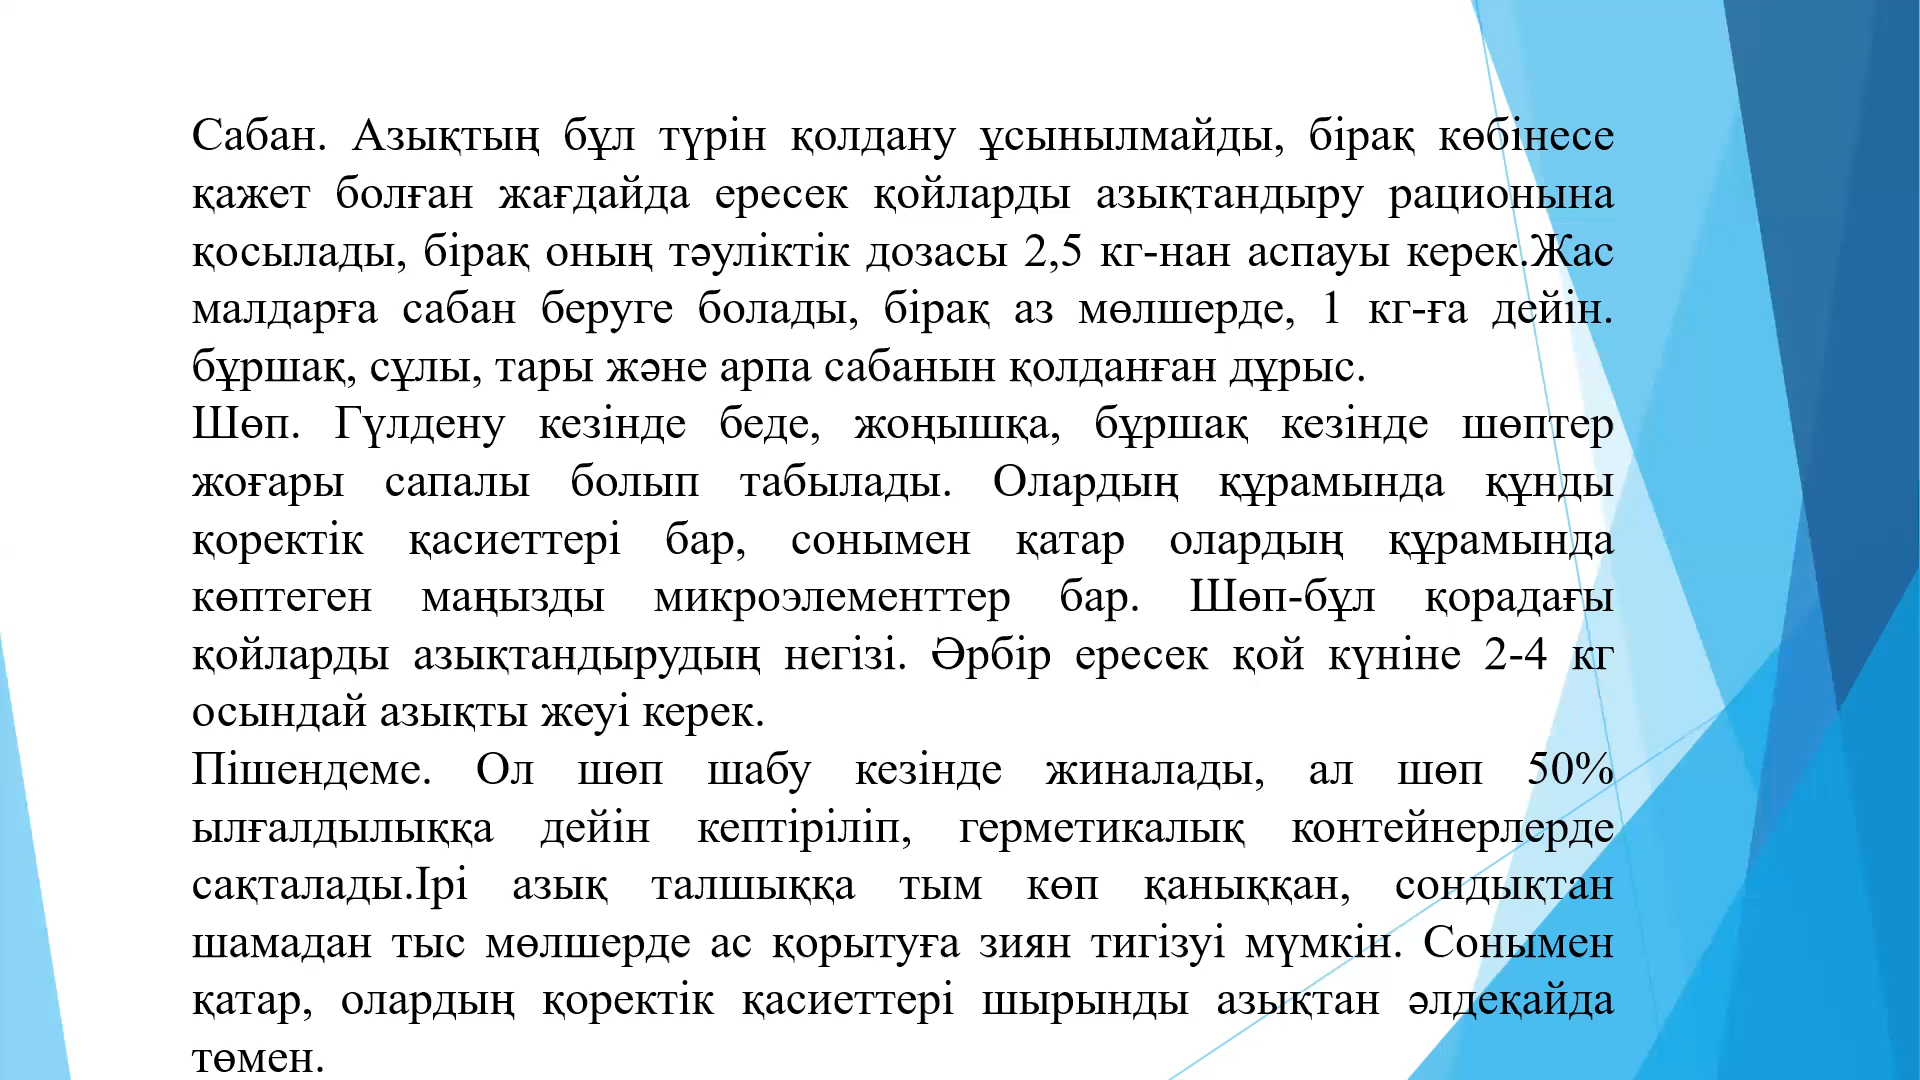 Сабан. Азықтың бұл түрін қолдану ұсынылмайды, бірақ көбінесе
қажет болған жағдайда ересек қойларды азықтандыру рационына
қосылады, бірақ оның тәуліктік дозасы 2,5 кг-нан аспауы керек.Жас
малдарға сабан беруге болады, бірақ аз мөлшерде, 1 кг-ға дейін.
бұршақ, сұлы, тары және арпа сабанын қолданған дұрыс.
Шөп. Гүлдену кезінде беде, жоңышқа, бұршақ кезінде шөптер
жоғары сапалы болып табылады. Олардың құрамында құнды
қоректік қасиеттері бар, сонымен қатар олардың құрамында
көптеген маңызды микроэлементтер бар. Шөп-бұл қорадағы
қойларды азықтандырудың негізі. Әрбір ересек қой күніне 2-4 кг
осындай азықты жеуі керек.
Пішендеме. Ол шөп шабу кезінде жиналады, ал шөп 50%
ылғалдылыққа дейін кептіріліп, герметикалық контейнерлерде
сақталады.Ірі азық талшыққа тым көп қаныққан, сондықтан
шамадан тыс мөлшерде ас қорытуға зиян тигізуі мүмкін. Сонымен
қатар, олардың қоректік қасиеттері шырынды азықтан әлдеқайда
төмен.